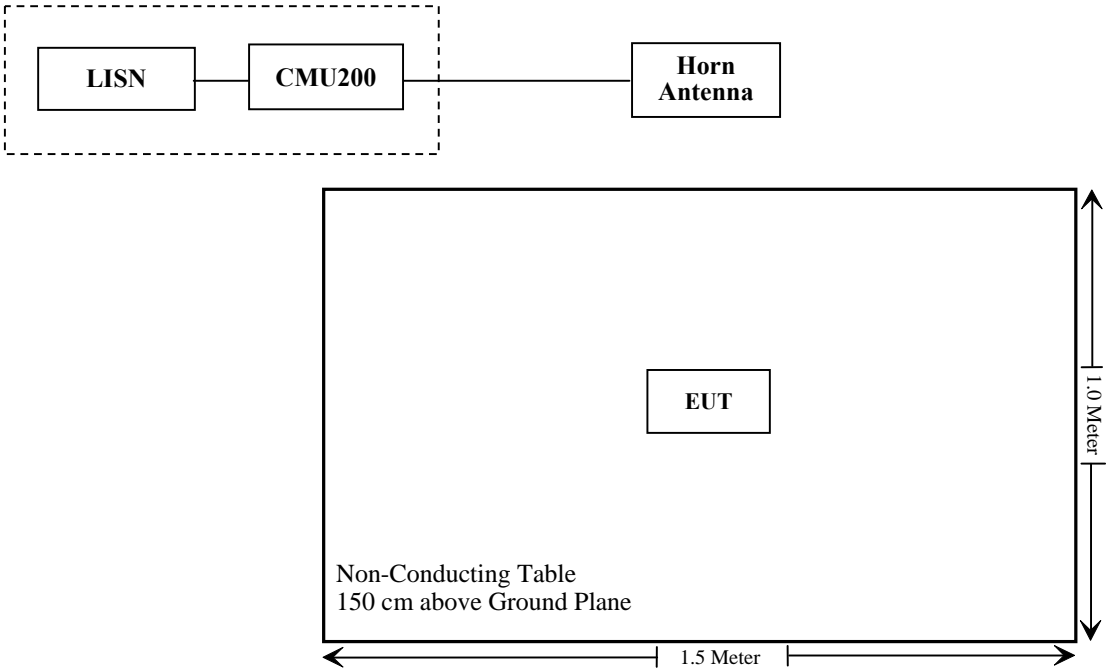 LISN
CMU200
Horn
Antenna
EUT
1.0 Meter
Non-Conducting Table
150 cm above Ground Plane
1.5 Meter